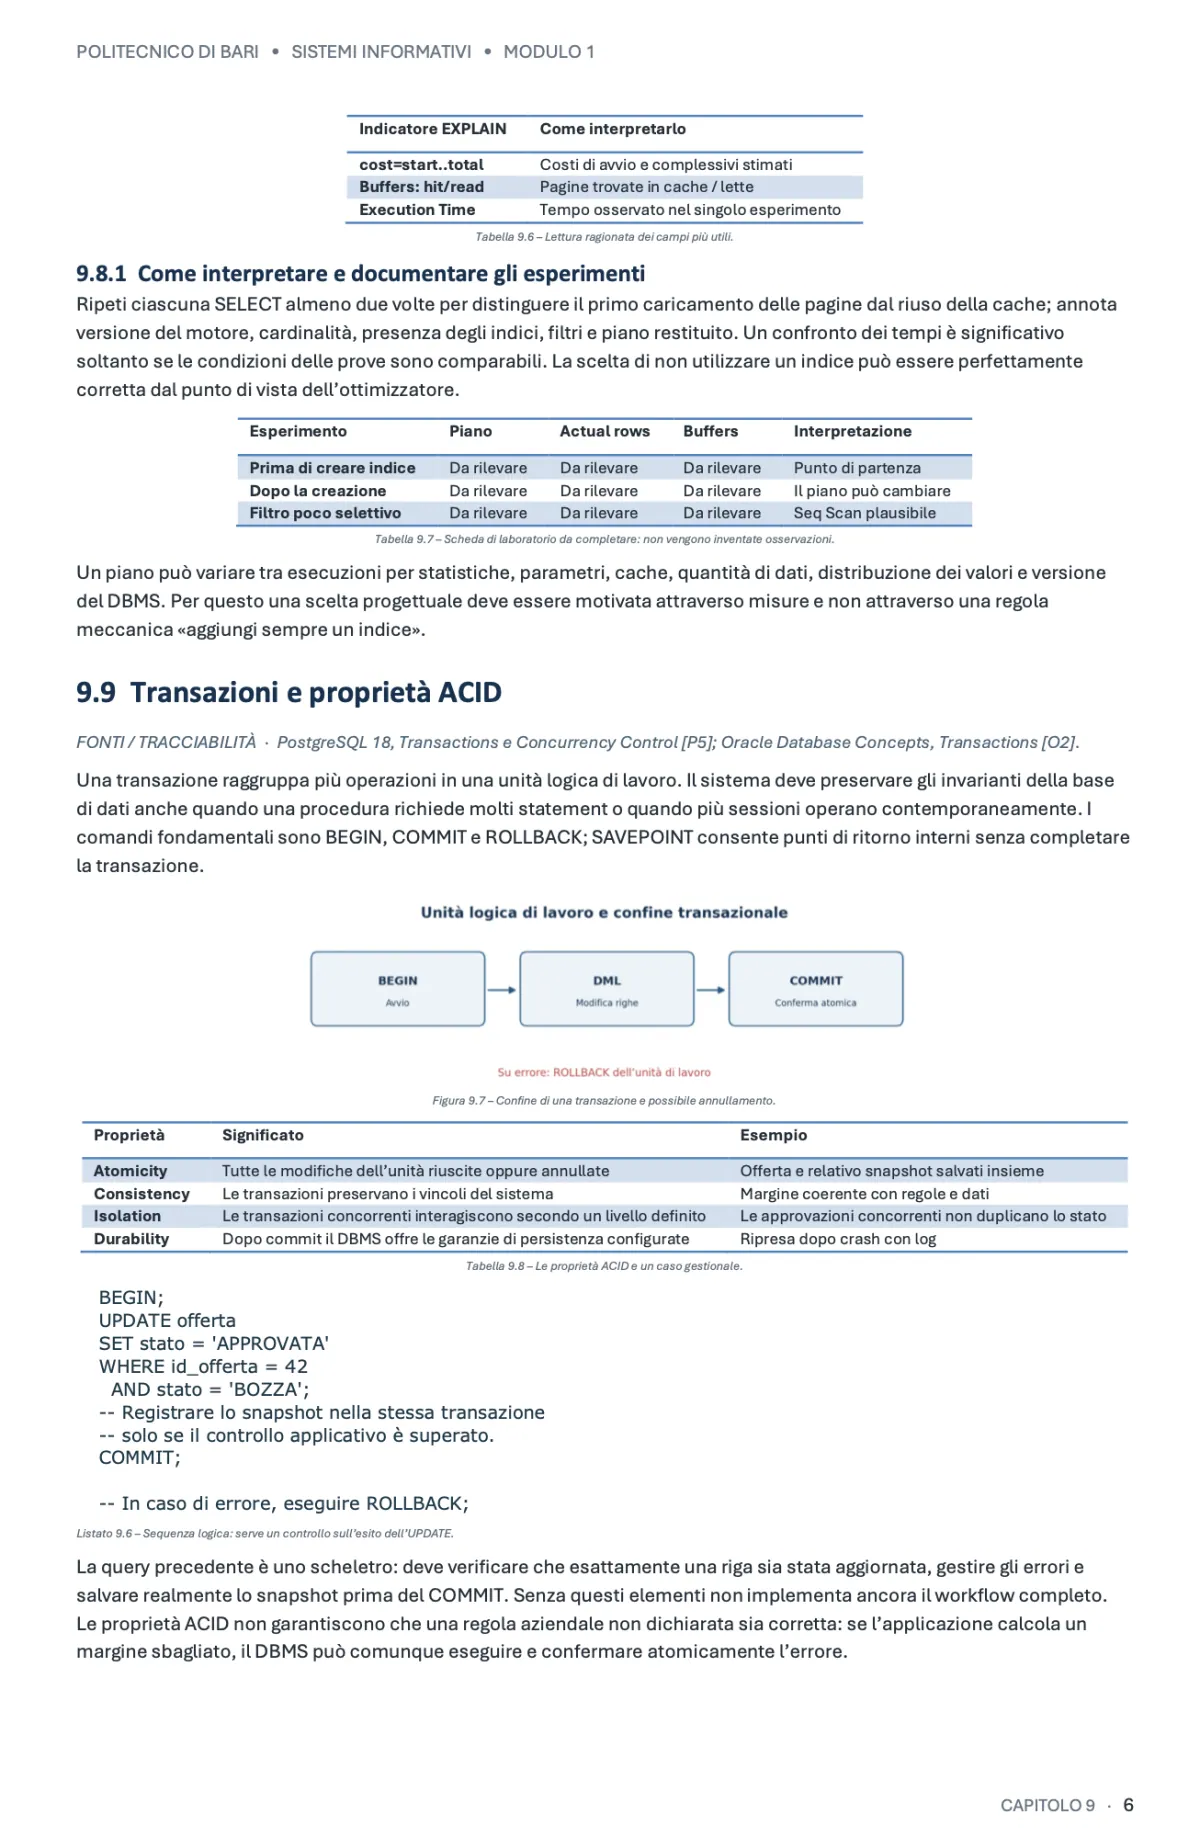 POLITECNICO DI BARI • SISTEMI INFORMATIVI • MODULO 1
Indicatore EXPLAIN Come interpretarlo
cost=start..total Costi di avvio e complessivi stimati
Buffers: hit/read Pagine trovate in cache / lette
Execution Time Tempo osservato nel singolo esperimento
Tabella 9.6 – Lettura ragionata dei campi più utili.
9.8.1 Come interpretare e documentare gli esperimenti
Ripeti ciascuna SELECT almeno due volte per distinguere il primo caricamento delle pagine dal riuso della cache; annota
versione del motore, cardinalità, presenza degli indici, filtri e piano restituito. Un confronto dei tempi è significativo
soltanto se le condizioni delle prove sono comparabili. La scelta di non utilizzare un indice può essere perfettamente
corretta dal punto di vista dell’ottimizzatore.
Esperimento Piano Actual rows Buffers Interpretazione
Prima di creare indice Da rilevare Da rilevare Da rilevare Punto di partenza
Dopo la creazione Da rilevare Da rilevare Da rilevare Il piano può cambiare
Filtro poco selettivo Da rilevare Da rilevare Da rilevare Seq Scan plausibile
Tabella 9.7 – Scheda di laboratorio da completare: non vengono inventate osservazioni.
Un piano può variare tra esecuzioni per statistiche, parametri, cache, quantità di dati, distribuzione dei valori e versione
del DBMS. Per questo una scelta progettuale deve essere motivata attraverso misure e non attraverso una regola
meccanica «aggiungi sempre un indice».
9.9 Transazioni e proprietà ACID
FONTI / TRACCIABILITÀ · PostgreSQL 18, Transactions e Concurrency Control [P5]; Oracle Database Concepts, Transactions [O2].
Una transazione raggruppa più operazioni in una unità logica di lavoro. Il sistema deve preservare gli invarianti della base
di dati anche quando una procedura richiede molti statement o quando più sessioni operano contemporaneamente. I
comandi fondamentali sono BEGIN, COMMIT e ROLLBACK; SAVEPOINT consente punti di ritorno interni senza completare
la transazione.
Unità logica di lavoro e confine transazionale
BEGIN DML COMMIT
Avvio Modifica righe Conferma atomica
Su errore: ROLLBACK dell’unità di lavoro
Figura 9.7 – Confine di una transazione e possibile annullamento.
Proprietà Significato Esempio
Atomicity Tutte le modifiche dell’unità riuscite oppure annullate Offerta e relativo snapshot salvati insieme
Consistency Le transazioni preservano i vincoli del sistema Margine coerente con regole e dati
Isolation Le transazioni concorrenti interagiscono secondo un livello definito Le approvazioni concorrenti non duplicano lo stato
Durability Dopo commit il DBMS offre le garanzie di persistenza configurate Ripresa dopo crash con log
Tabella 9.8 – Le proprietà ACID e un caso gestionale.
BEGIN;
UPDATE offerta
SET stato = 'APPROVATA'
WHERE id_offerta = 42
AND stato = 'BOZZA';
-- Registrare lo snapshot nella stessa transazione
-- solo se il controllo applicativo è superato.
COMMIT;
-- In caso di errore, eseguire ROLLBACK;
Listato 9.6 – Sequenza logica: serve un controllo sull’esito dell’UPDATE.
La query precedente è uno scheletro: deve verificare che esattamente una riga sia stata aggiornata, gestire gli errori e
salvare realmente lo snapshot prima del COMMIT. Senza questi elementi non implementa ancora il workflow completo.
Le proprietà ACID non garantiscono che una regola aziendale non dichiarata sia corretta: se l’applicazione calcola un
margine sbagliato, il DBMS può comunque eseguire e confermare atomicamente l’errore.
CAPITOLO 9 · 6